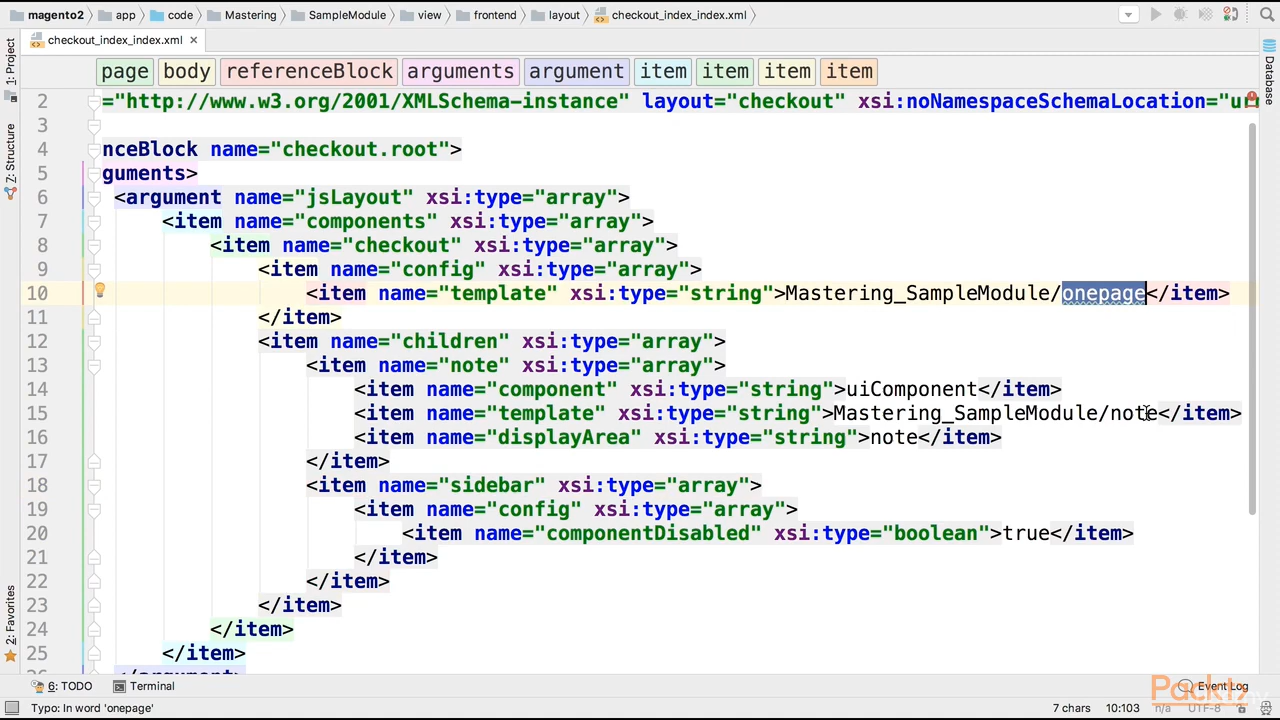 magento2 app code Mastering SampleModule view frontend layout checkout_index_index.xml
checkout_index_index.xml
page body referenceBlock arguments argument item item item item
2 ="http://www.w3.org/2001/XMLSchema-instance" layout="checkout" xsi:noNamespaceSchemaLocation="urn
3
4 nceBlock name="checkout.root">
5 guments>
6 <argument name="jsLayout" xsi:type="array">
7 <item name="components" xsi:type="array">
8 <item name="checkout" xsi:type="array">
9 <item name="config" xsi:type="array">
10 <item name="template" xsi:type="string">Mastering_SampleModule/onepage</item>
11 </item>
12 <item name="children" xsi:type="array">
13 <item name="note" xsi:type="array">
14 <item name="component" xsi:type="string">uiComponent</item>
15 <item name="template" xsi:type="string">Mastering_SampleModule/note</item>
16 <item name="displayArea" xsi:type="string">note</item>
17 </item>
18 <item name="sidebar" xsi:type="array">
19 <item name="config" xsi:type="array">
20 <item name="componentDisabled" xsi:type="boolean">true</item>
21 </item>
22 </item>
23 </item>
24 </item>
25 </item>
26 </argument>
1: Project
Z: Structure
2: Favorites
Database
6: TODO Terminal Event Log
Packt
Typo: In word 'onepage' 7 chars 10:103 n/a UTF-8